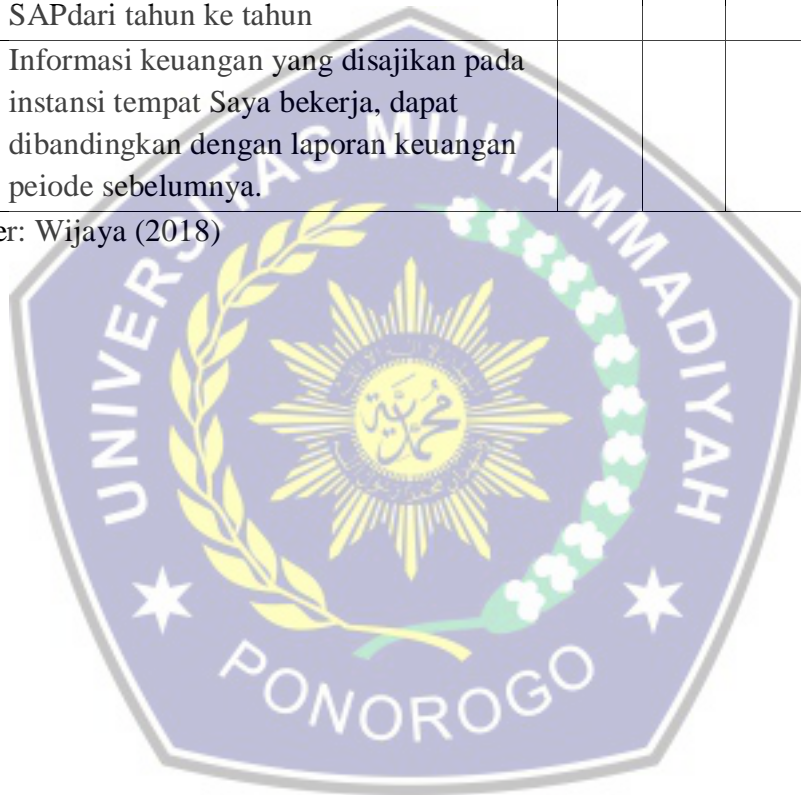 SAPdari tahun ke tahun
Informasi keuangan yang disajikan pada
instansi tempat Saya bekerja, dapat
dibandingkan dengan laporan keuangan
peiode sebelumnya.
er: Wijaya (2018)
UNIVERSITAS MUHAMMADIYAH
محمدية
PONOROGO